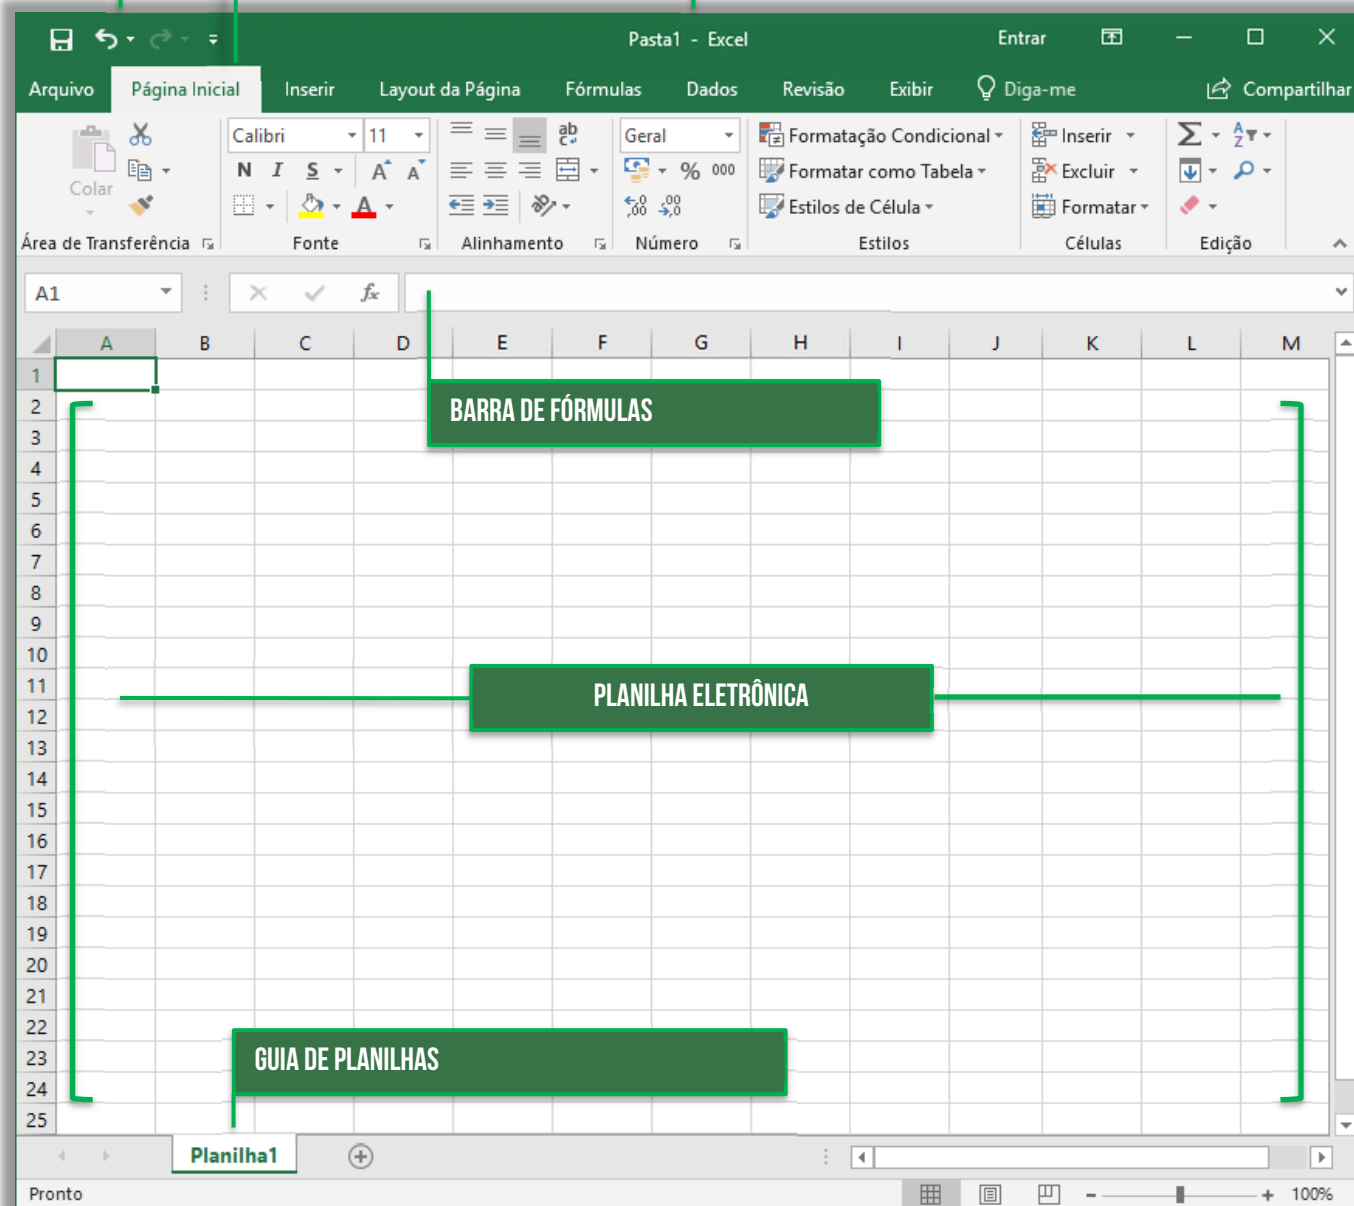 Pasta1 - Excel Entrar
Arquivo Página Inicial Inserir Layout da Página Fórmulas Dados Revisão Exibir Diga-me Compartilhar
Calibri 11 ab Geral Formatação Condicional Inserir Σ A
c Z
N I S A A % 000 Formatar como Tabela Excluir
Colar
A ,00 ,00 Estilos de Célula Formatar
Área de Transferência Fonte Alinhamento Número Estilos Células Edição
A1 fx
A B C D E F G H I J K L M
1
2
BARRA DE FÓRMULAS
3
4
5
6
7
8
9
10
11
PLANILHA ELETRÔNICA
12
13
14
15
16
17
18
19
20
21
22
23
GUIA DE PLANILHAS
24
25
Planilha1
Pronto - + 100%